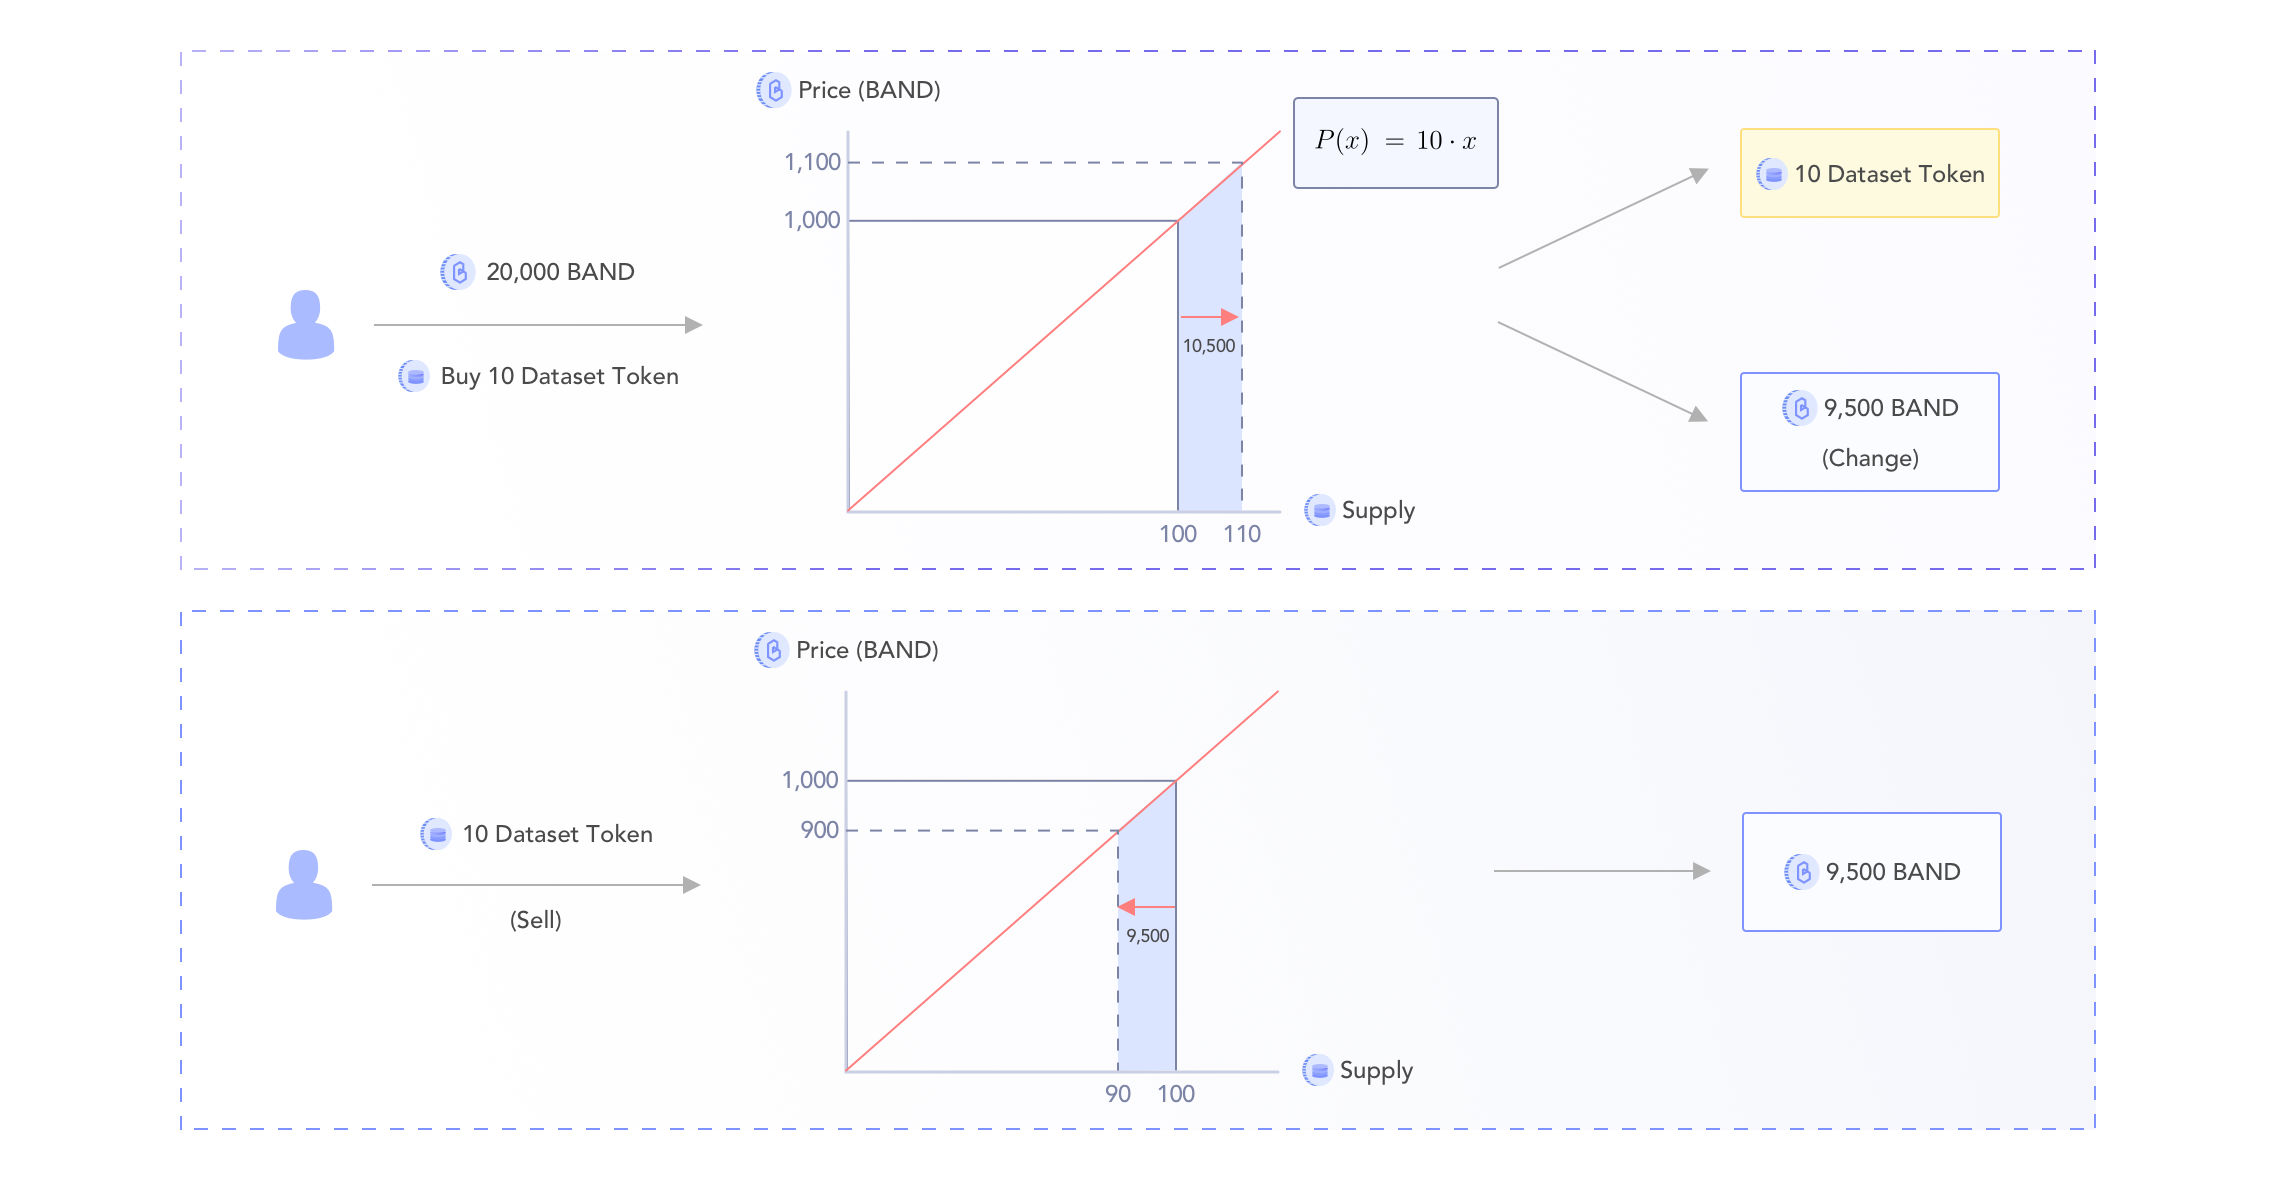 Price (BAND)
P(x) = 10 · x
1,100
1,000
10 Dataset Token
20,000 BAND
Buy 10 Dataset Token
10,500
9,500 BAND
(Change)
Supply
100 110
Price (BAND)
1,000
900
10 Dataset Token
(Sell)
9,500
9,500 BAND
Supply
90 100